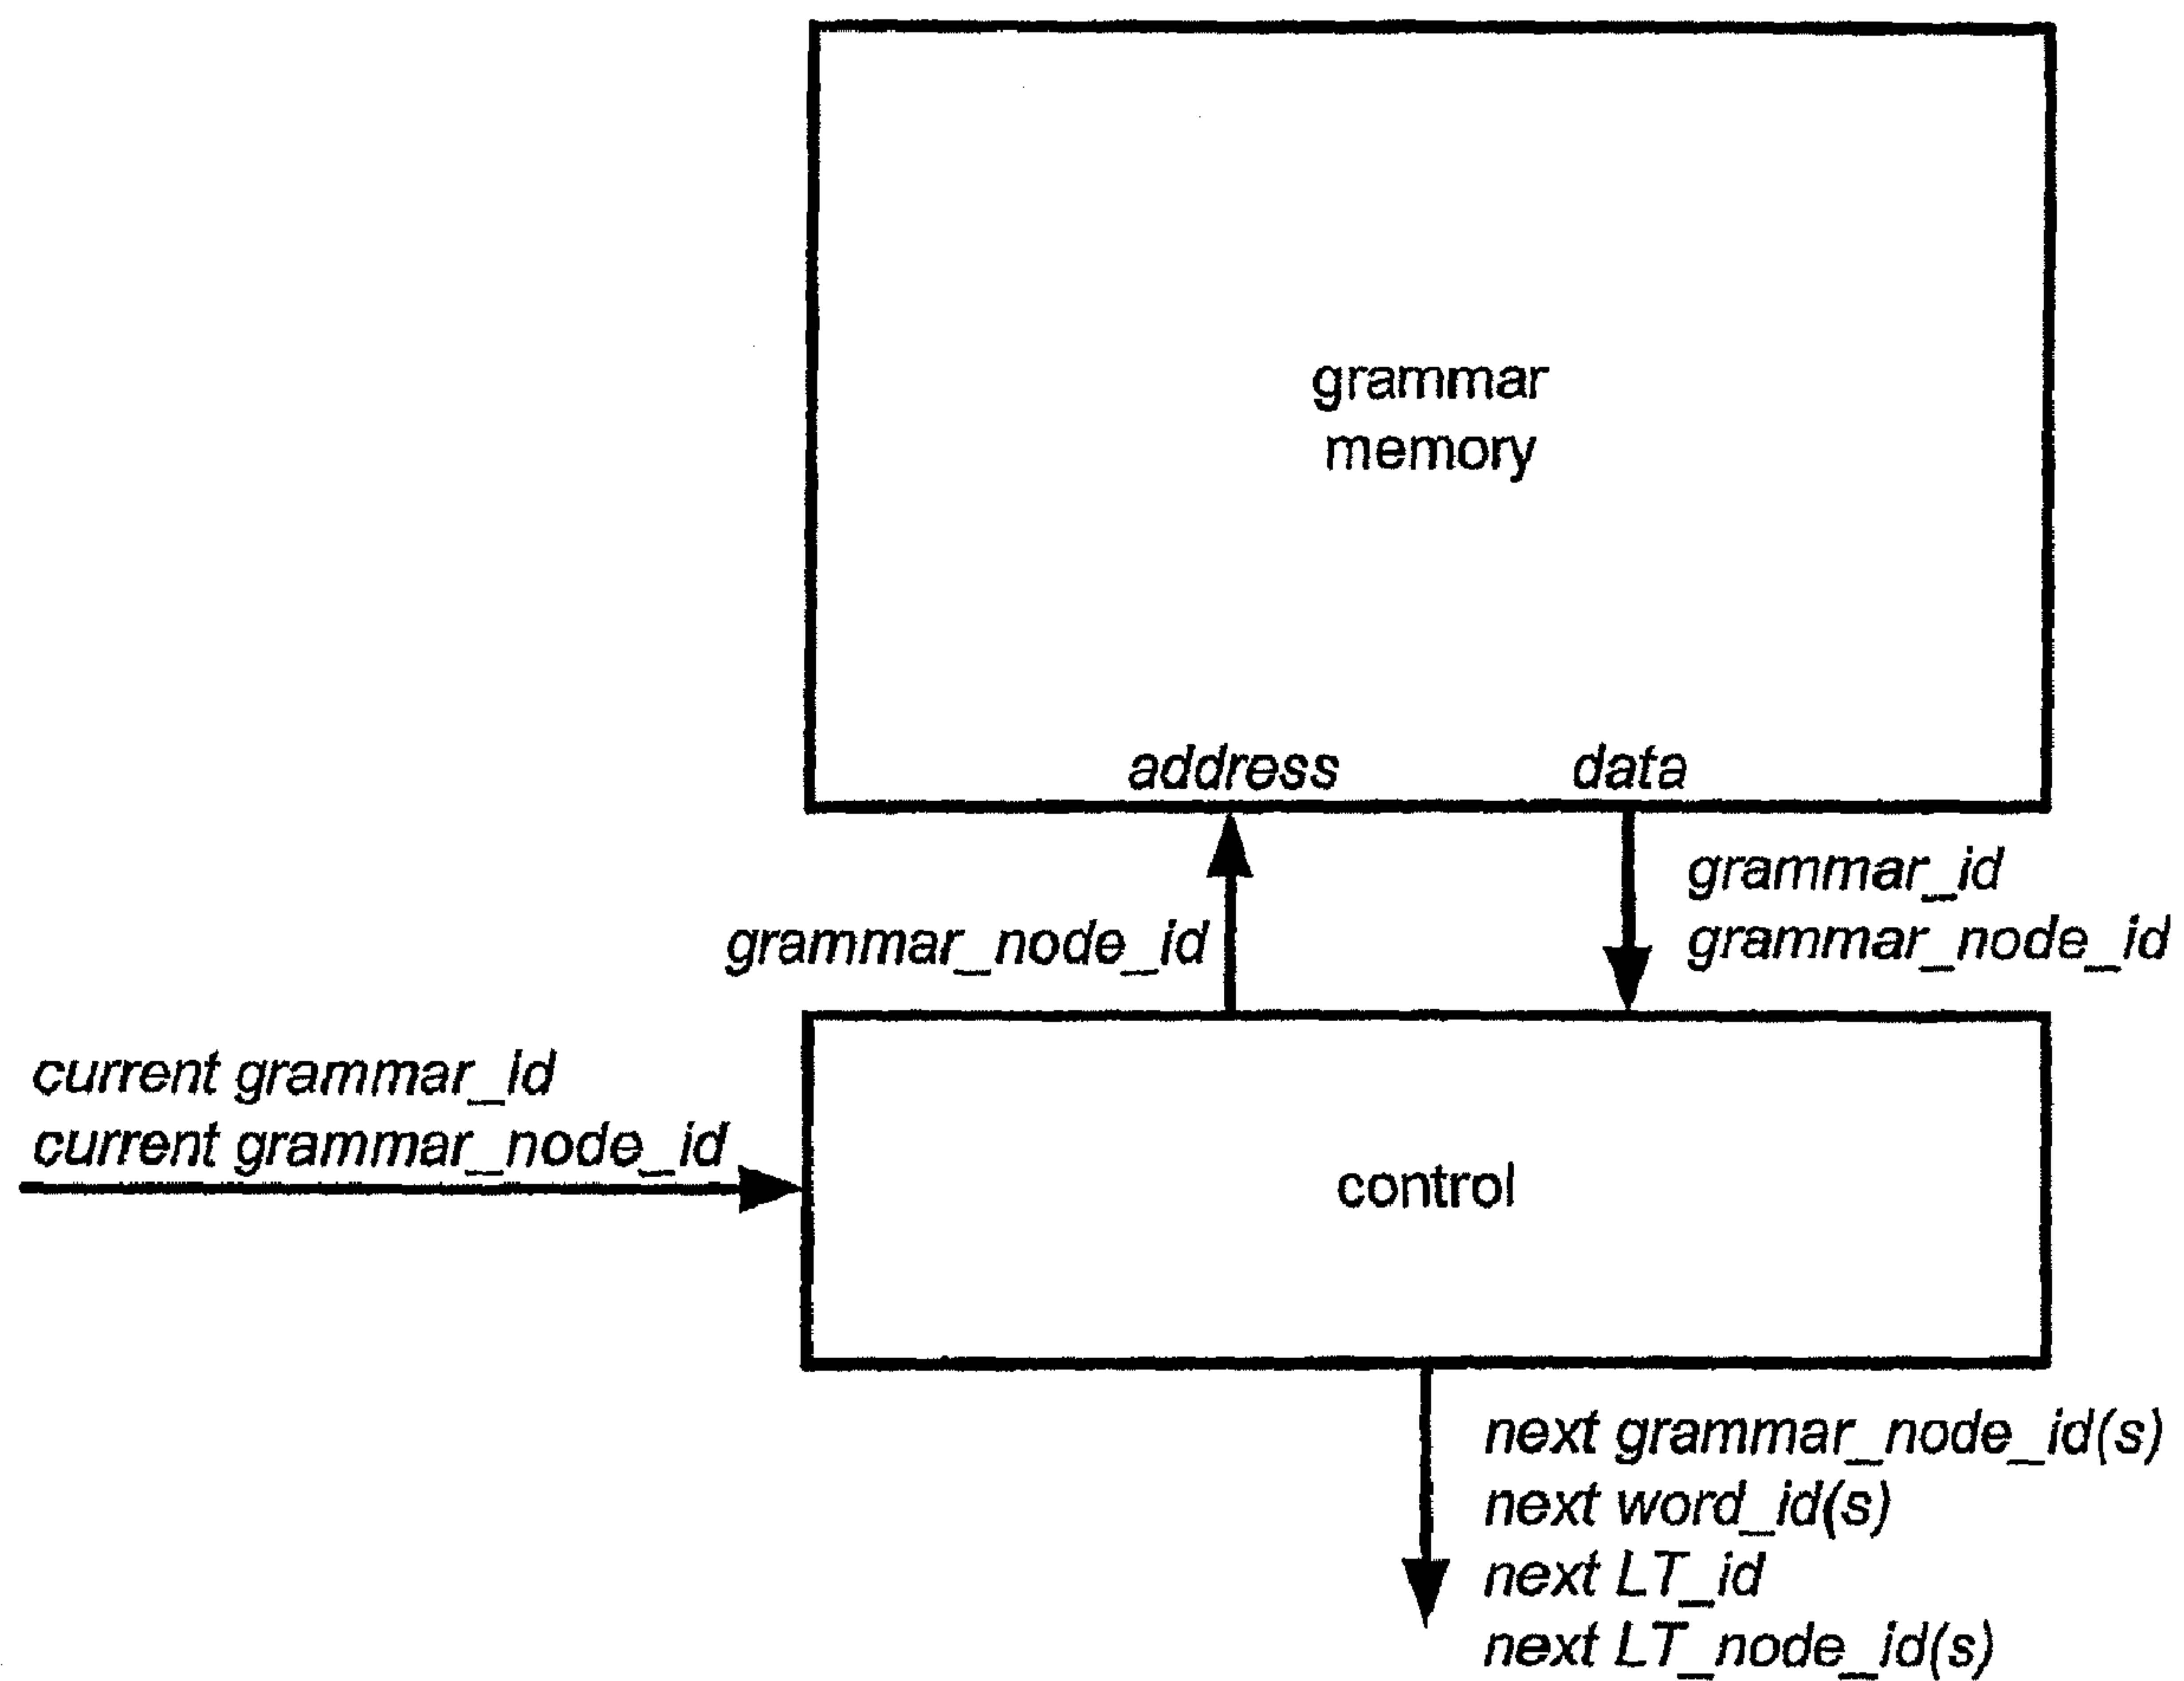 grammar
memory
address
data
grammar_id
grammar_node_id
grammar_node_id
current grammar_id
current grammar_node_id
control
next grammar_node_id(s)
next word_id(s)
next LT_id
next LT_node_id(s)